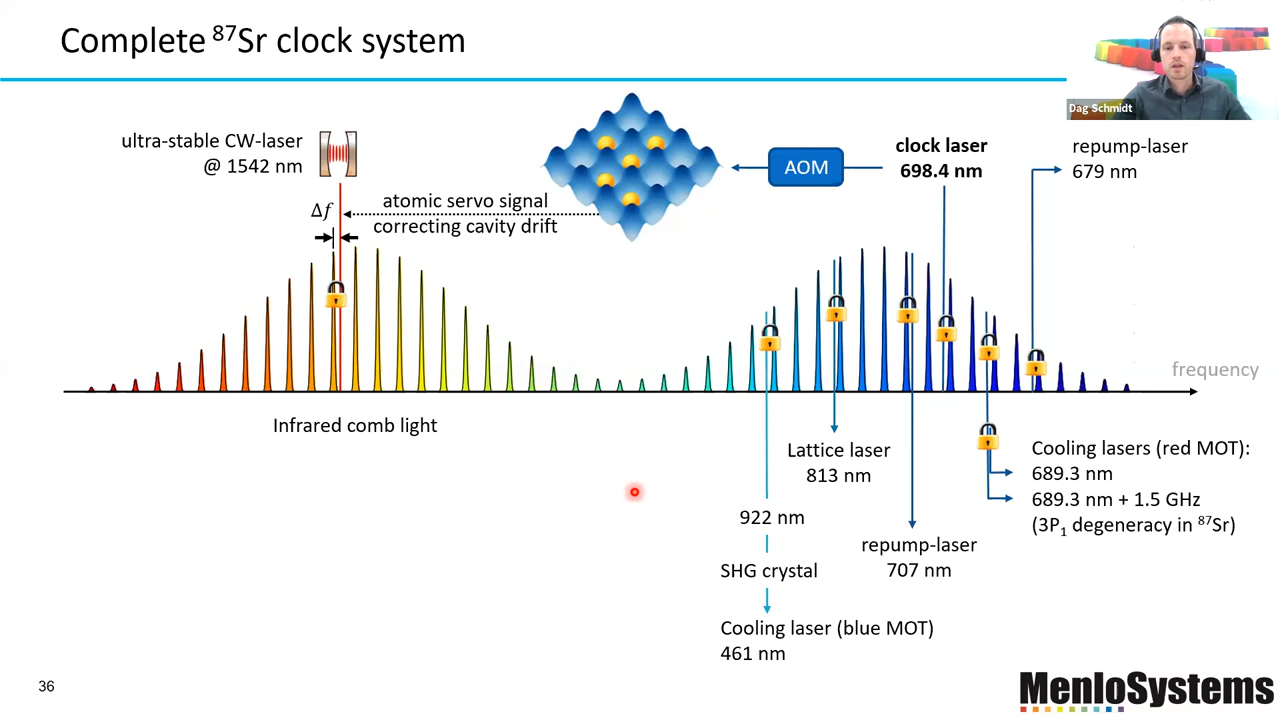 Complete ⁸⁷Sr clock system
Dag Schmidt
ultra-stable CW-laser
@ 1542 nm
Δf
atomic servo signal
correcting cavity drift
AOM
clock laser
698.4 nm
repump-laser
679 nm
frequency
Infrared comb light
Lattice laser
813 nm
922 nm
SHG crystal
Cooling laser (blue MOT)
461 nm
repump-laser
707 nm
Cooling lasers (red MOT):
689.3 nm
689.3 nm + 1.5 GHz
(3P₁ degeneracy in ⁸⁷Sr)
36
MenloSystems